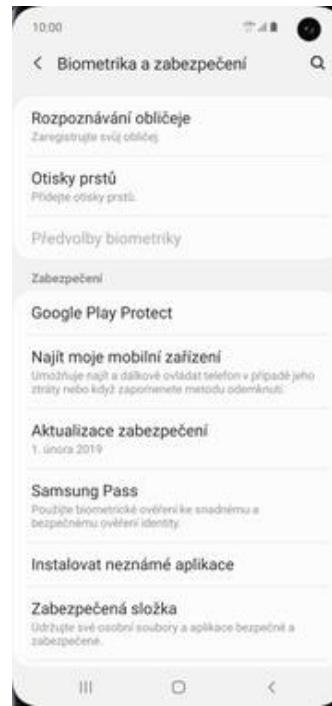 10:00
Biometrika a zabezpečení
Rozpoznávání obličeje
Zaregistrujte svůj obličej.
Otisky prstů
Přidejte otisky prstů.
Předvolby biometriky
Zabezpečení
Google Play Protect
Najít moje mobilní zařízení
Umožňuje najít a dálkově ovládat telefon v případě jeho
ztráty nebo když zapomenete metodu odemknutí.
Aktualizace zabezpečení
1. února 2019
Samsung Pass
Použijte biometrické ověření ke snadnému a
bezpečnému ověření identity.
Instalovat neznámé aplikace
Zabezpečená složka
Udržujte své osobní soubory a aplikace bezpečné a
zabezpečené.